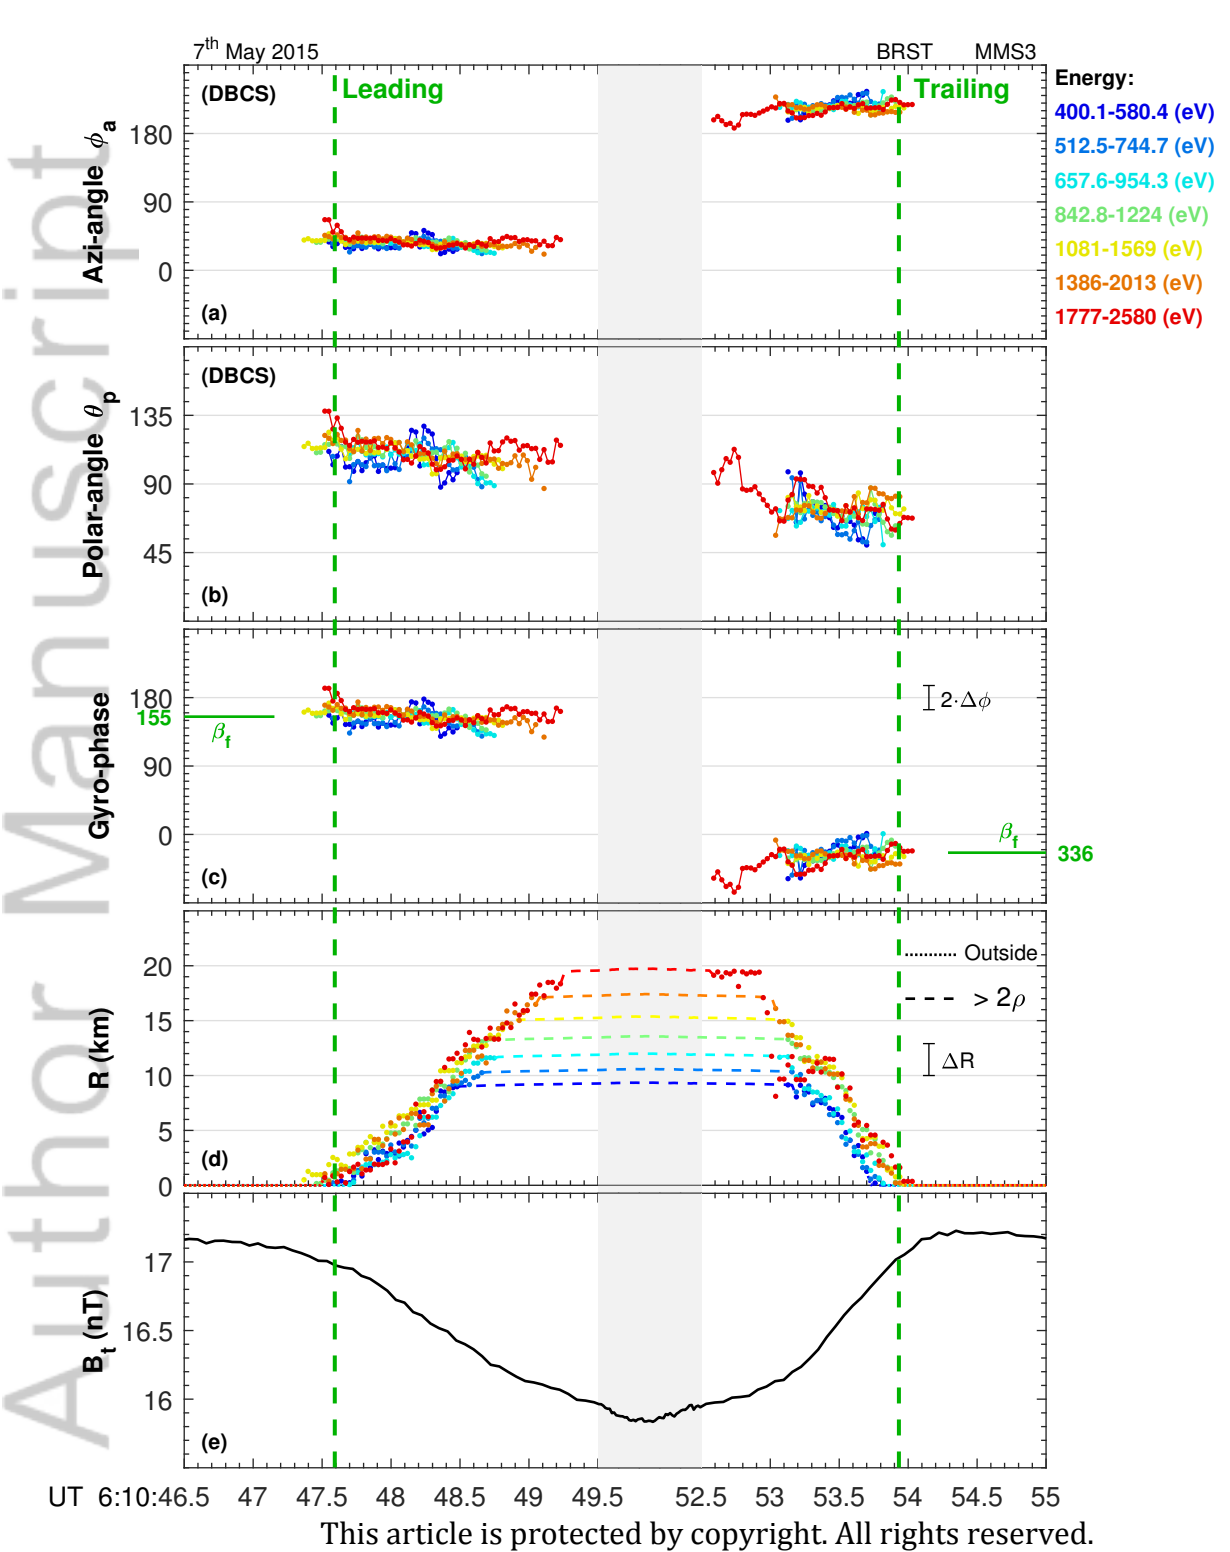 7th May 2015 BRST MMS3
(DBCS) Leading Trailing
Azi-angle ϕa
180
90
0
(a)
Energy:
400.1-580.4 (eV)
512.5-744.7 (eV)
657.6-954.3 (eV)
842.8-1224 (eV)
1081-1569 (eV)
1386-2013 (eV)
1777-2580 (eV)
(DBCS)
Polar-angle θp
135
90
45
(b)
Gyro-phase
180
155
90
0
βf
2·Δϕ
βf
336
(c)
R (km)
20
15
10
5
0
Outside
> 2ρ
ΔR
(d)
Bt (nT)
17
16.5
16
(e)
UT 6:10:46.5 47 47.5 48 48.5 49 49.5 52.5 53 53.5 54 54.5 55
This article is protected by copyright. All rights reserved.
Author Manuscript